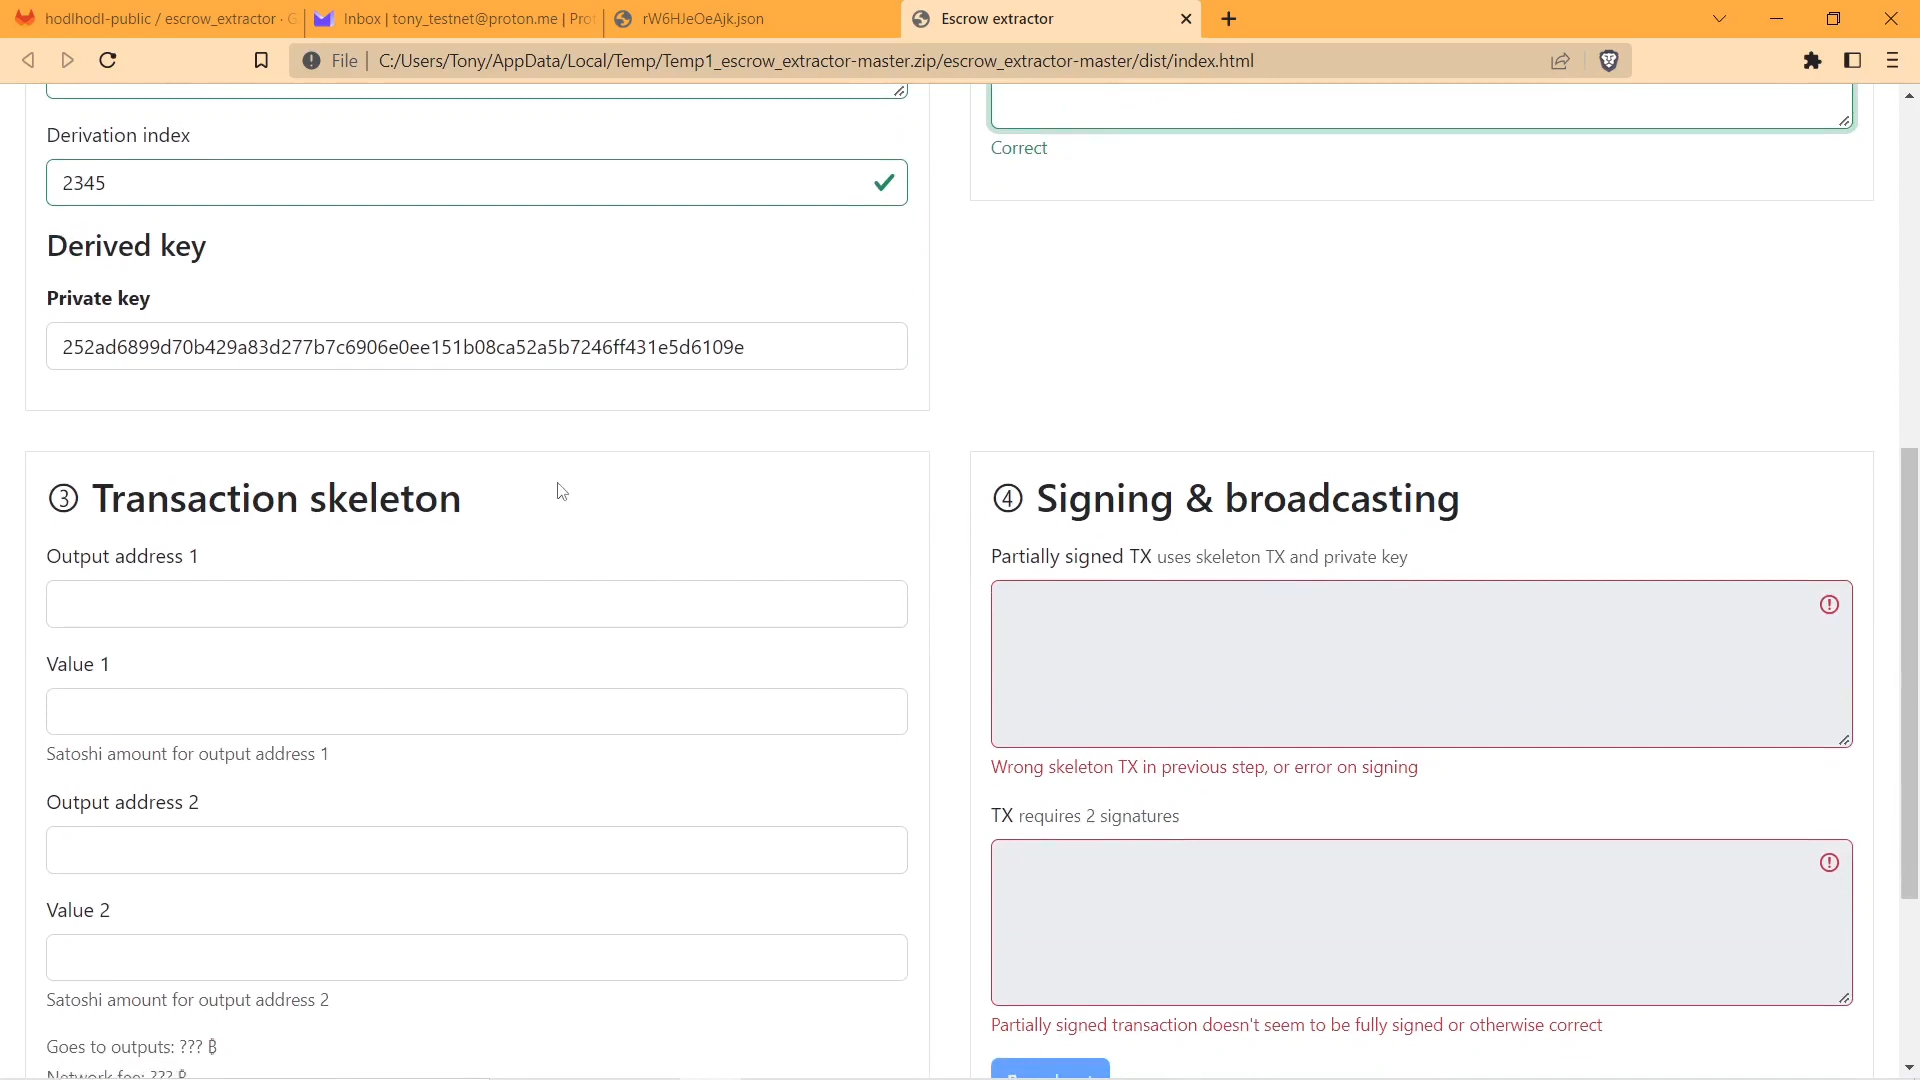 hodlhodl-public / escrow_extractor · G
Inbox | tony_testnet@proton.me | Prot
rW6HJeOeAjk.json
Escrow extractor
File | C:/Users/Tony/AppData/Local/Temp/Temp1_escrow_extractor-master.zip/escrow_extractor-master/dist/index.html
Derivation index
2345
Derived key
Private key
252ad6899d70b429a83d277b7c6906e0ee151b08ca52a5b7246ff431e5d6109e
Correct
③ Transaction skeleton
Output address 1
Value 1
Satoshi amount for output address 1
Output address 2
Value 2
Satoshi amount for output address 2
Goes to outputs: ??? ₿
Network fee: ??? ₿
④ Signing & broadcasting
Partially signed TX uses skeleton TX and private key
Wrong skeleton TX in previous step, or error on signing
TX requires 2 signatures
Partially signed transaction doesn't seem to be fully signed or otherwise correct